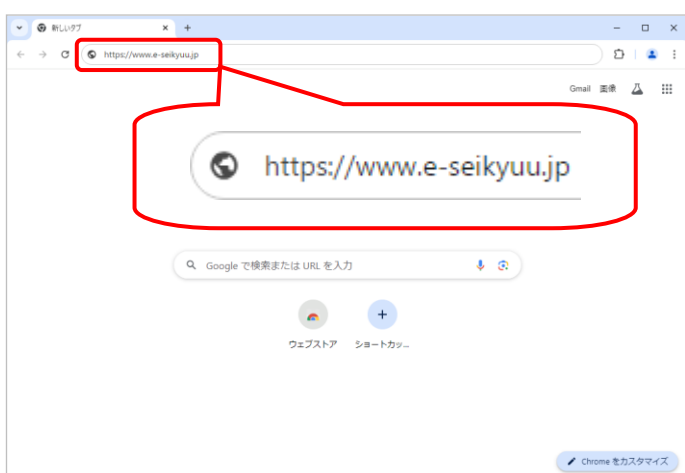 新しいタブ
https://www.e-seikyuu.jp
Gmail 画像
https://www.e-seikyuu.jp
Google で検索または URL を入力
ウェブストア ショートカッ...
Chrome をカスタマイズ